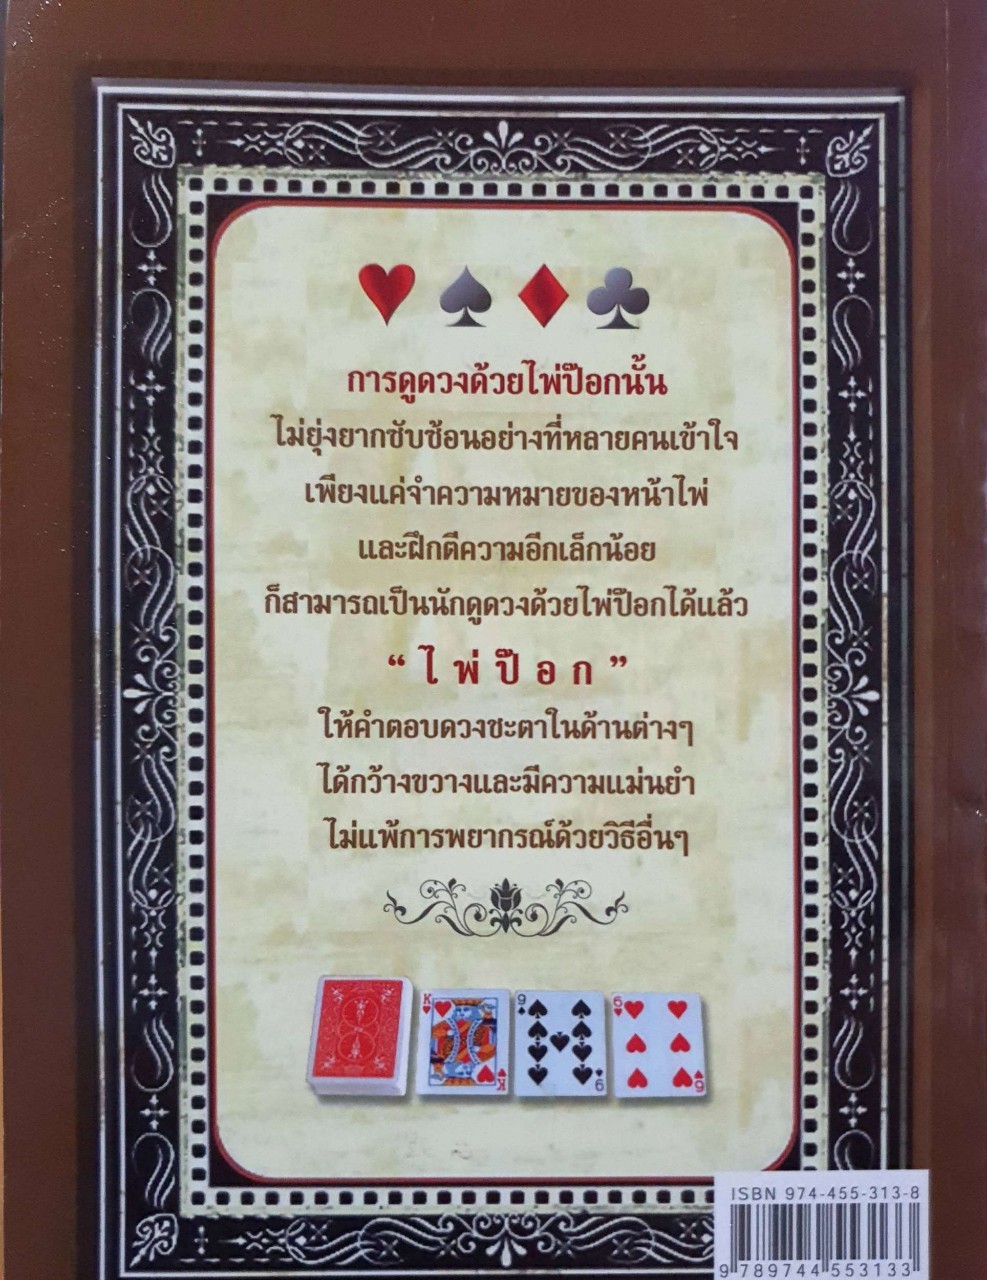 การดูดวงด้วยไพ่ป๊อกนั้น
ไม่ยุ่งยากซับซ้อนอย่างที่หลายคนเข้าใจ
เพียงแค่จำความหมายของหน้าไพ่
และฝึกตีความอีกเล็กน้อย
ก็สามารถเป็นนักดูดวงด้วยไพ่ป๊อกได้แล้ว
“ ไ พ่ ป๊ อ ก ”
ให้คำตอบดวงชะตาในด้านต่างๆ
ได้กว้างขวางและมีความแม่นยำ
ไม่แพ้การพยากรณ์ด้วยวิธีอื่นๆ
K 9 6
K 9 6
ISBN 974-455-313-8
9 789744 553133